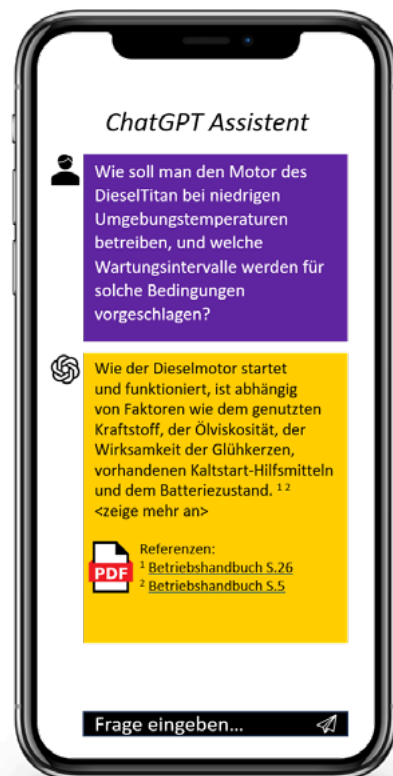 ChatGPT Assistent
Wie soll man den Motor des
DieselTitan bei niedrigen
Umgebungstemperaturen
betreiben, und welche
Wartungsintervalle werden für
solche Bedingungen
vorgeschlagen?
Wie der Dieselmotor startet
und funktioniert, ist abhängig
von Faktoren wie dem genutzten
Kraftstoff, der Ölviskosität, der
Wirksamkeit der Glühkerzen,
vorhandenen Kaltstart-Hilfsmitteln
und dem Batteriezustand. ¹ ²
<zeige mehr an>
PDF
Referenzen:
¹ Betriebshandbuch S.26
² Betriebshandbuch S.5
Frage eingeben...